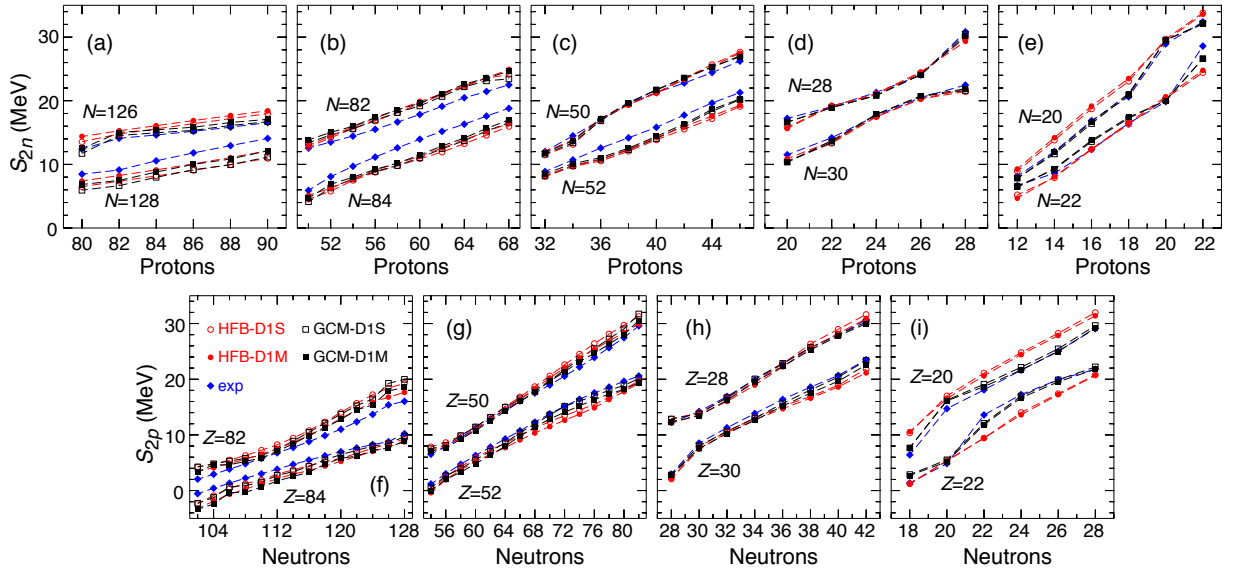 (a) (b) (c) (d) (e)
S2n (MeV)
30
20
10
0
N=126
N=128
N=82
N=84
N=50
N=52
N=28
N=30
N=20
N=22
80 82 84 86 88 90
52 56 60 64 68
32 36 40 44
20 22 24 26 28
12 14 16 18 20 22
Protons Protons Protons Protons Protons
(g) (h) (i)
S2p (MeV)
30
20
10
0
HFB-D1S GCM-D1S
HFB-D1M GCM-D1M
exp
Z=82
Z=84
(f)
Z=50
Z=52
Z=28
Z=30
Z=20
Z=22
104 112 120 128
56 60 64 68 72 76 80
28 30 32 34 36 38 40 42
18 20 22 24 26 28
Neutrons Neutrons Neutrons Neutrons